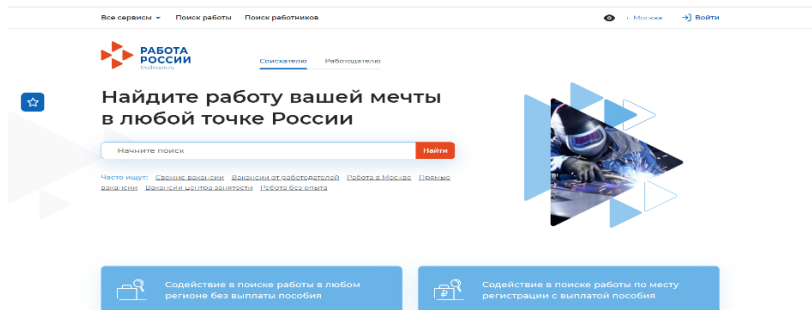 Все сервисы Поиск работы Поиск работников г. Москва Войти
РАБОТА
РОССИИ
trudvsem.ru
Соискателю Работодателю
Найдите работу вашей мечты
в любой точке России
Начните поиск Найти
Часто ищут: Свежие вакансии Вакансии от работодателей Работа в Москве Прямые
вакансии Вакансии центра занятости Работа без опыта
Содействие в поиске работы в любом
регионе без выплаты пособия
Содействие в поиске работы по месту
регистрации с выплатой пособия